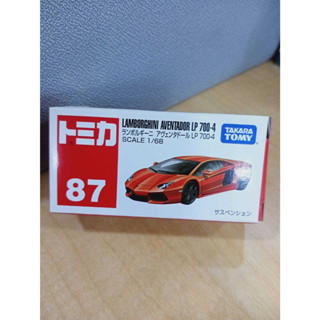 LAMBORGHINI AVENTADOR LP 700-4
ランボルギーニ アヴェンタドール LP 700-4
SCALE 1/68
トミカ
87
TAKARA
TOMY
サスペンション